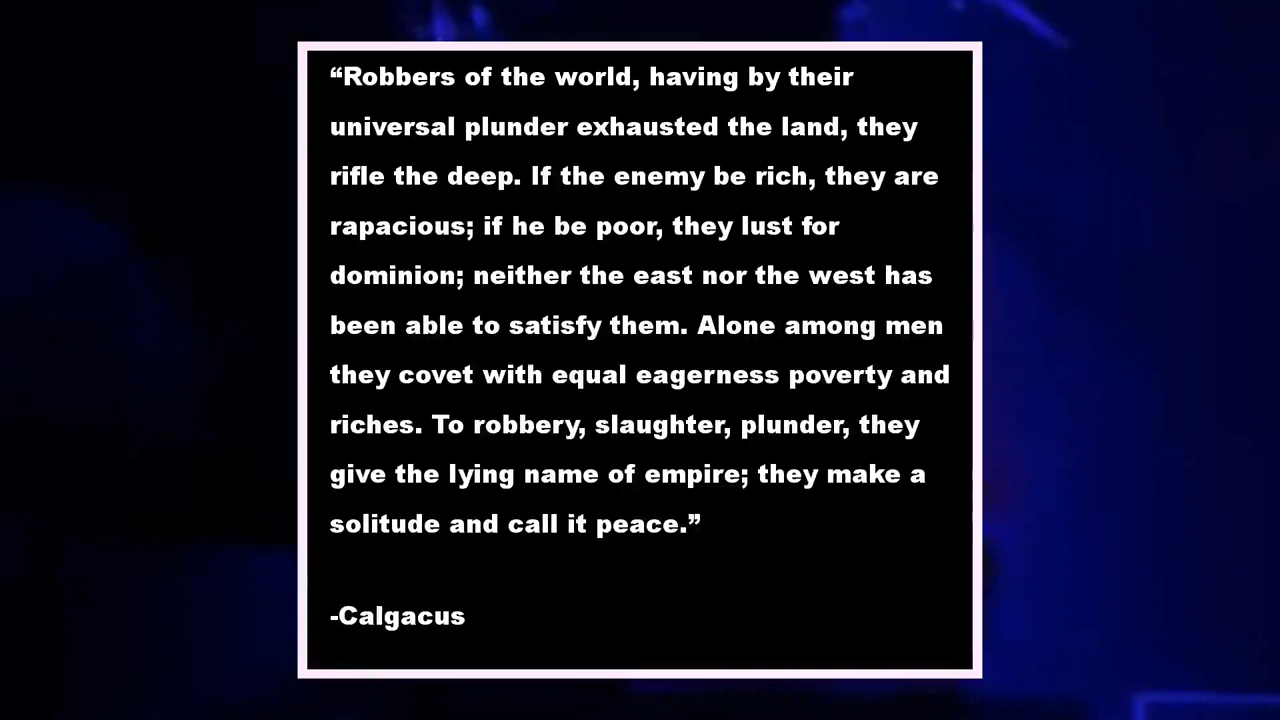 “Robbers of the world, having by their
universal plunder exhausted the land, they
rifle the deep. If the enemy be rich, they are
rapacious; if he be poor, they lust for
dominion; neither the east nor the west has
been able to satisfy them. Alone among men
they covet with equal eagerness poverty and
riches. To robbery, slaughter, plunder, they
give the lying name of empire; they make a
solitude and call it peace.”
-Calgacus